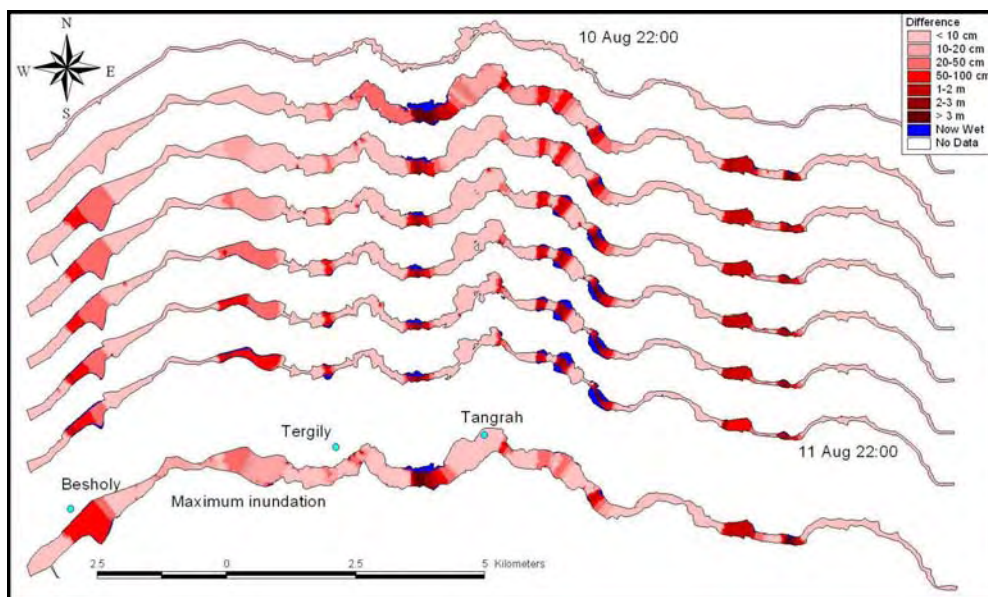 N
W E
S
10 Aug 22:00
Difference
< 10 cm
10-20 cm
20-50 cm
50-100 cm
1-2 m
2-3 m
> 3 m
Now Wet
No Data
Tangrah
Tergily
11 Aug 22:00
Besholy
Maximum inundation
2.5 0 2.5 5 Kilometers